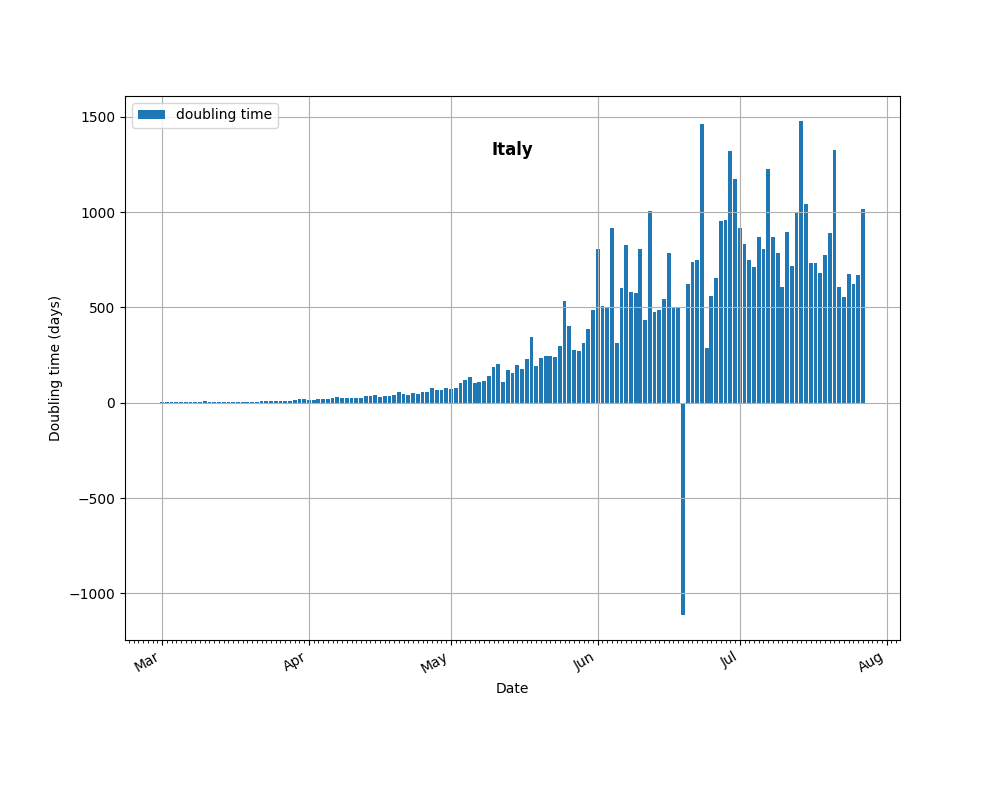 doubling time
Italy
1500
1000
500
0
−500
−1000
Doubling time (days)
Mar
Apr
May
Jun
Jul
Aug
Date